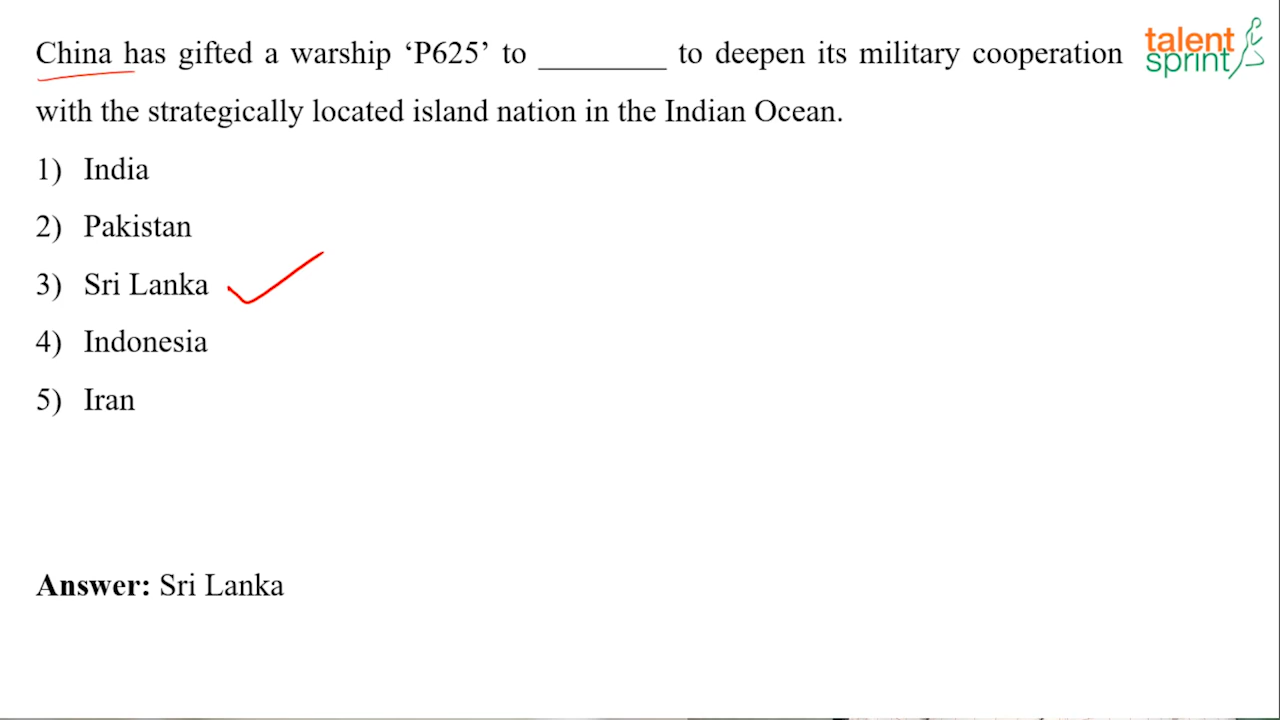 China has gifted a warship ‘P625’ to ________ to deepen its military cooperation
with the strategically located island nation in the Indian Ocean.
1) India
2) Pakistan
3) Sri Lanka
4) Indonesia
5) Iran
Answer: Sri Lanka
talent
sprint